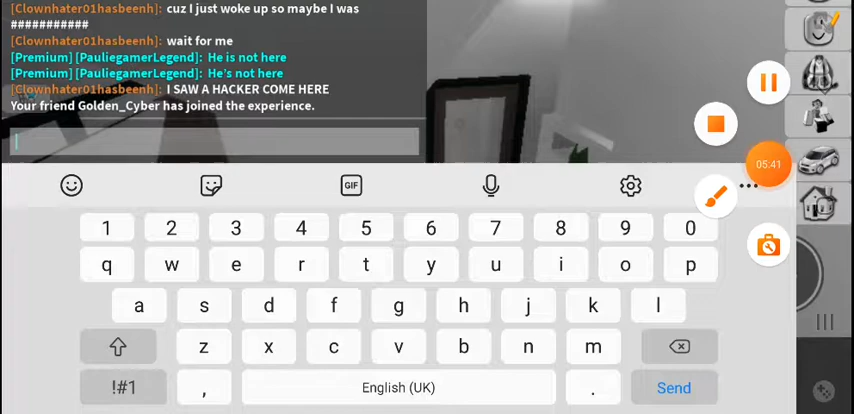 [Clownhater01hasbeenh]: cuz I just woke up so maybe I was
###########
[Clownhater01hasbeenh]: wait for me
[Premium] [PauliegamerLegend]: He is not here
[Premium] [PauliegamerLegend]: He's not here
[Clownhater01hasbeenh]: I SAW A HACKER COME HERE
Your friend Golden_Cyber has joined the experience.
05:41
GIF
1 2 3 4 5 6 7 8 9 0
q w e r t y u i o p
a s d f g h j k l
z x c v b n m
!#1 , English (UK) . Send